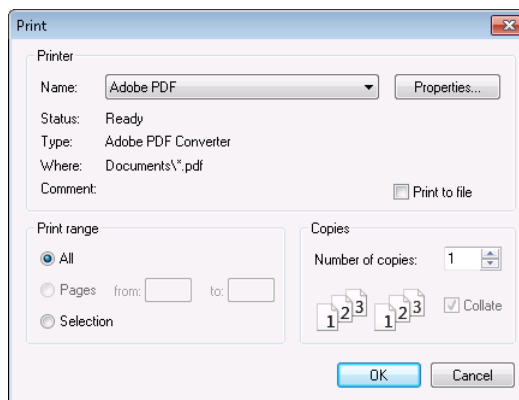 Print
Printer
Name: Adobe PDF Properties...
Status: Ready
Type: Adobe PDF Converter
Where: Documents\*.pdf
Comment: Print to file
Print range
All
Pages from: to:
Selection
Copies
Number of copies: 1
1 2 3 1 2 3 Collate
OK Cancel